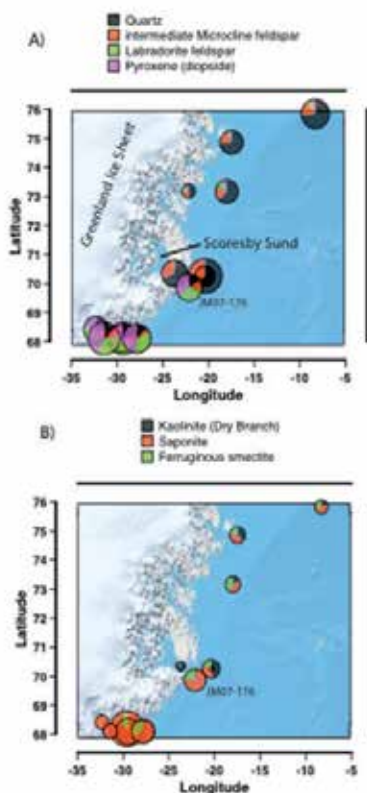 A)
Quartz
intermediate Microcline feldspar
Labradorite feldspar
Pyroxene (diopside)
76
75
74
73
72
71
70
69
68
Latitude
Greenland Ice Sheet
Scoresby Sund
JM07-176
-35 -30 -25 -20 -15 -10 -5
Longitude
B)
Kaolinite (Dry Branch)
Saponite
Ferruginous smectite
76
75
74
73
72
71
70
69
68
Latitude
JM07-176
-35 -30 -25 -20 -15 -10 -5
Longitude